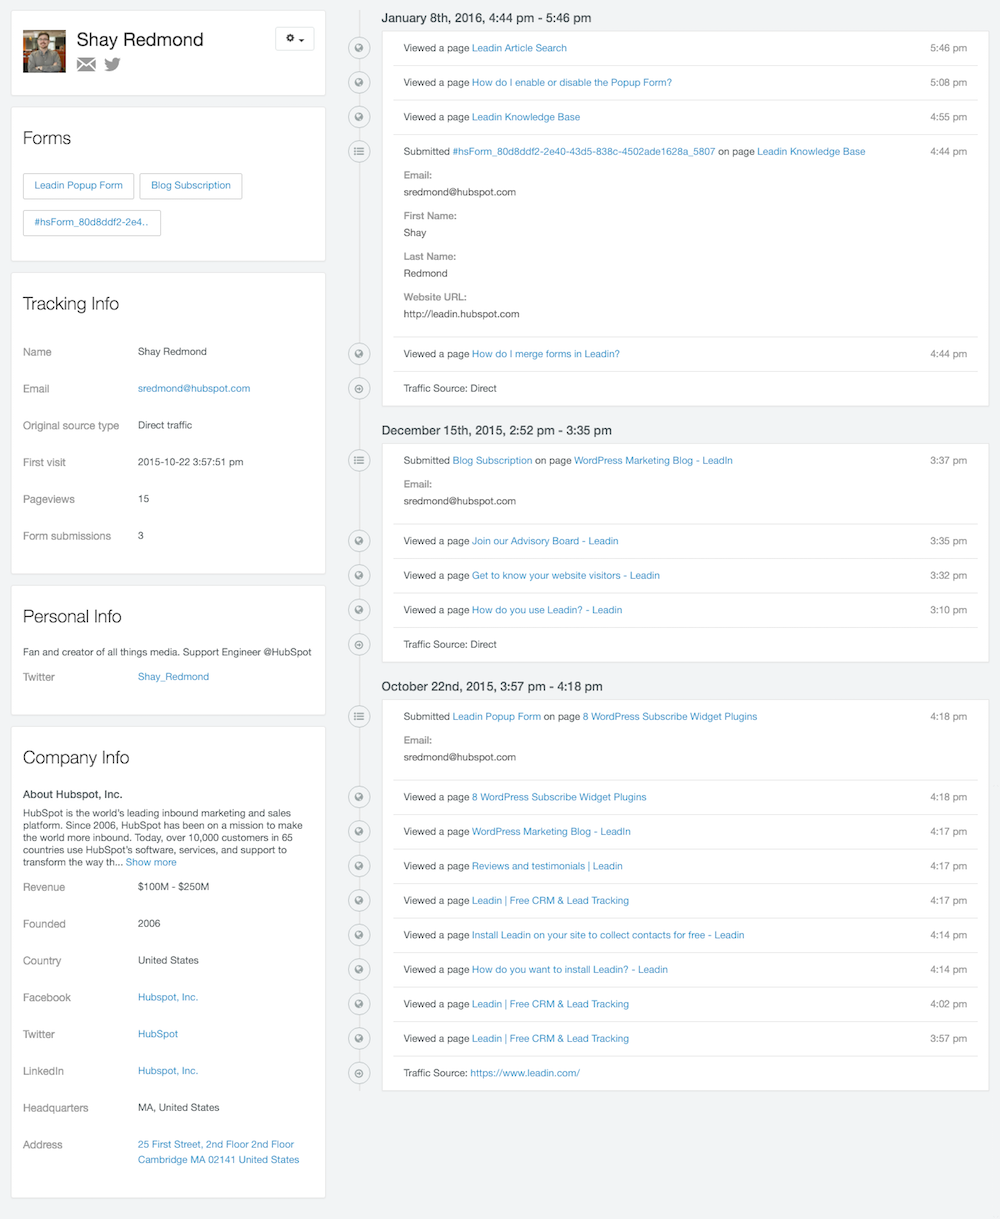 Shay Redmond
Forms
Leadin Popup Form
Blog Subscription
#hsForm_80d8ddf2-2e4..
Tracking Info
Name Shay Redmond
Email sredmond@hubspot.com
Original source type Direct traffic
First visit 2015-10-22 3:57:51 pm
Pageviews 15
Form submissions 3
Personal Info
Fan and creator of all things media. Support Engineer @HubSpot
Twitter Shay_Redmond
Company Info
About Hubspot, Inc.
HubSpot is the world's leading inbound marketing and sales
platform. Since 2006, HubSpot has been on a mission to make
the world more inbound. Today, over 10,000 customers in 65
countries use HubSpot's software, services, and support to
transform the way th... Show more
Revenue $100M - $250M
Founded 2006
Country United States
Facebook Hubspot, Inc.
Twitter HubSpot
LinkedIn Hubspot, Inc.
Headquarters MA, United States
Address 25 First Street, 2nd Floor 2nd Floor
Cambridge MA 02141 United States
January 8th, 2016, 4:44 pm - 5:46 pm
Viewed a page Leadin Article Search 5:46 pm
Viewed a page How do I enable or disable the Popup Form? 5:08 pm
Viewed a page Leadin Knowledge Base 4:55 pm
Submitted #hsForm_80d8ddf2-2e40-43d5-838c-4502ade1628a_5807 on page Leadin Knowledge Base 4:44 pm
Email:
sredmond@hubspot.com
First Name:
Shay
Last Name:
Redmond
Website URL:
http://leadin.hubspot.com
Viewed a page How do I merge forms in Leadin? 4:44 pm
Traffic Source: Direct
December 15th, 2015, 2:52 pm - 3:35 pm
Submitted Blog Subscription on page WordPress Marketing Blog - LeadIn 3:37 pm
Email:
sredmond@hubspot.com
Viewed a page Join our Advisory Board - Leadin 3:35 pm
Viewed a page Get to know your website visitors - Leadin 3:32 pm
Viewed a page How do you use Leadin? - Leadin 3:10 pm
Traffic Source: Direct
October 22nd, 2015, 3:57 pm - 4:18 pm
Submitted Leadin Popup Form on page 8 WordPress Subscribe Widget Plugins 4:18 pm
Email:
sredmond@hubspot.com
Viewed a page 8 WordPress Subscribe Widget Plugins 4:18 pm
Viewed a page WordPress Marketing Blog - LeadIn 4:17 pm
Viewed a page Reviews and testimonials | Leadin 4:17 pm
Viewed a page Leadin | Free CRM & Lead Tracking 4:17 pm
Viewed a page Install Leadin on your site to collect contacts for free - Leadin 4:14 pm
Viewed a page How do you want to install Leadin? - Leadin 4:14 pm
Viewed a page Leadin | Free CRM & Lead Tracking 4:02 pm
Viewed a page Leadin | Free CRM & Lead Tracking 3:57 pm
Traffic Source: https://www.leadin.com/